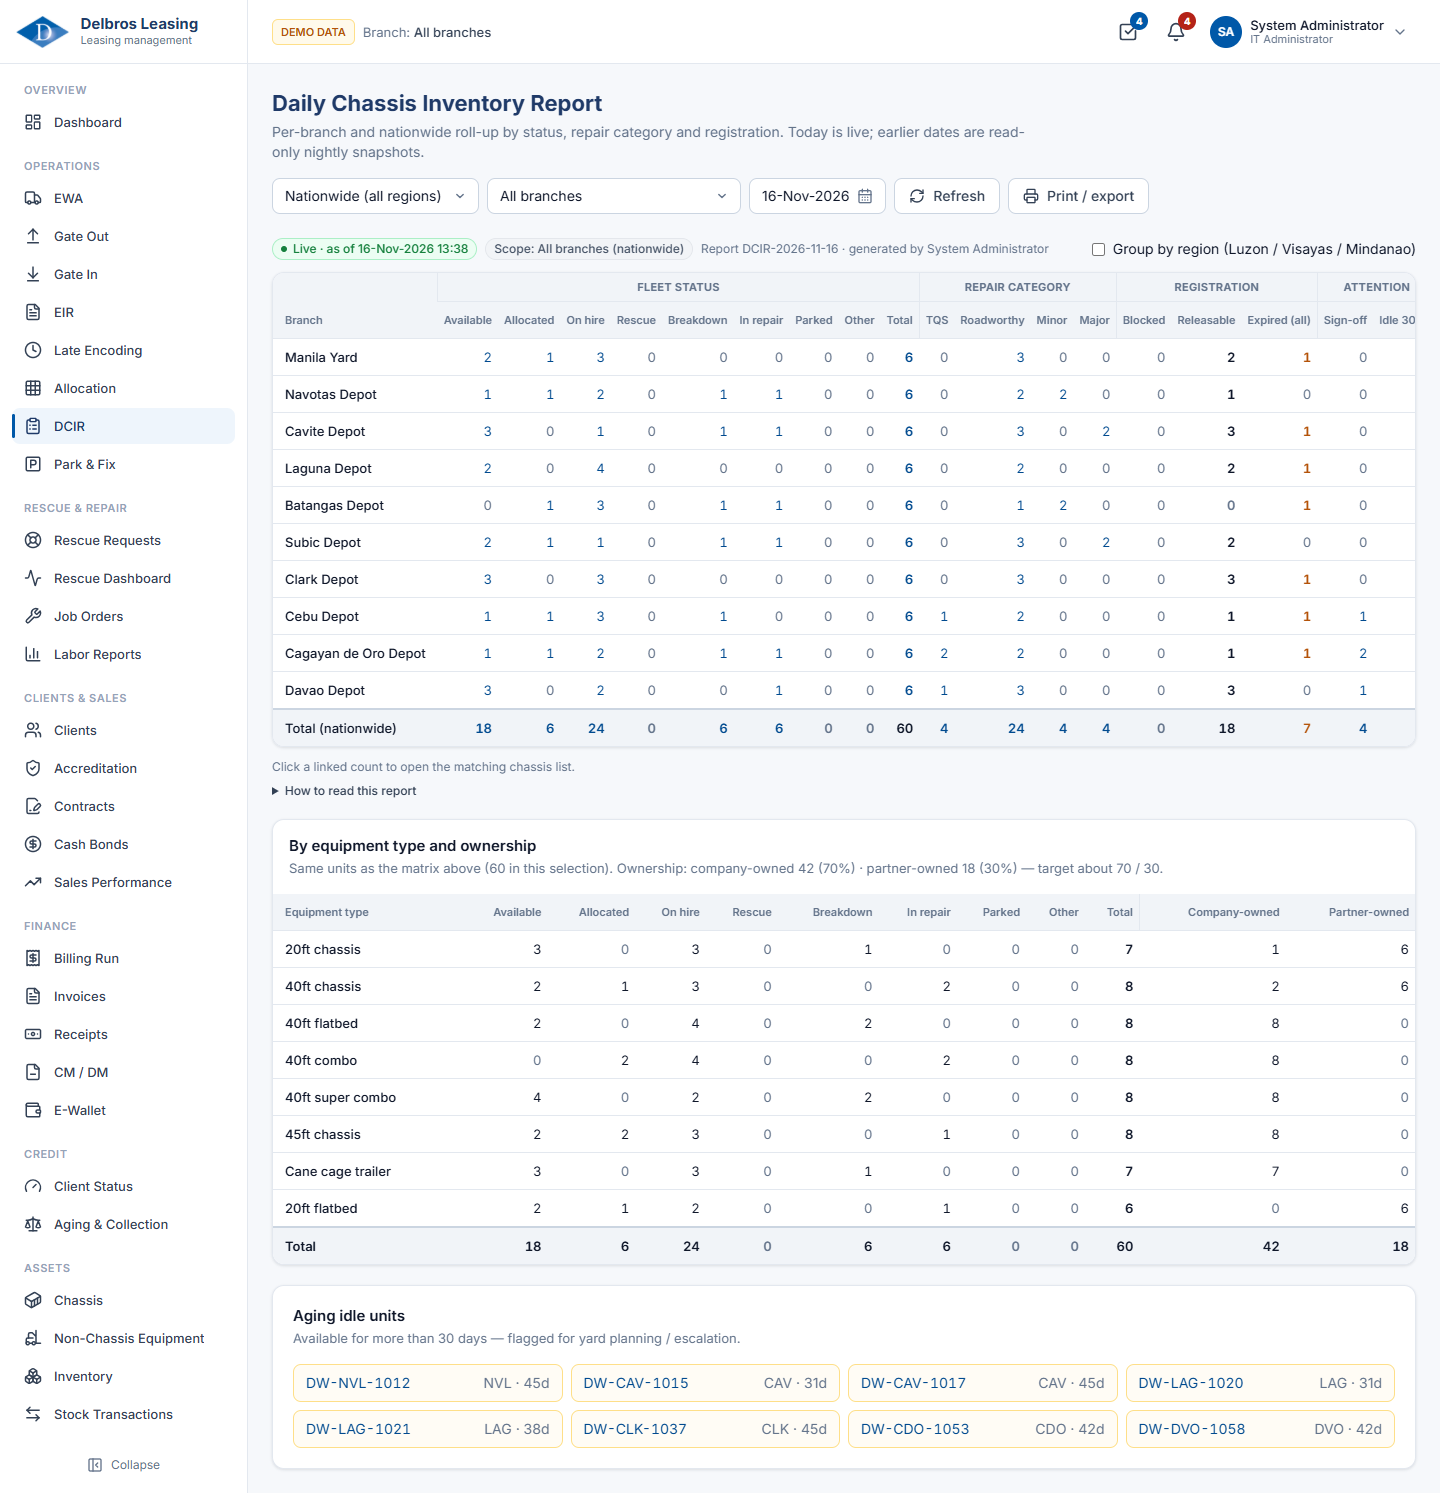 Delbros Leasing
Leasing management
DEMO DATA Branch: All branches
4
4
SA
System Administrator
IT Administrator
OVERVIEW
Dashboard
OPERATIONS
EWA
Gate Out
Gate In
EIR
Late Encoding
Allocation
DCIR
Park & Fix
RESCUE & REPAIR
Rescue Requests
Rescue Dashboard
Job Orders
Labor Reports
CLIENTS & SALES
Clients
Accreditation
Contracts
Cash Bonds
Sales Performance
FINANCE
Billing Run
Invoices
Receipts
CM / DM
E-Wallet
CREDIT
Client Status
Aging & Collection
ASSETS
Chassis
Non-Chassis Equipment
Inventory
Stock Transactions
Collapse
Daily Chassis Inventory Report
Per-branch and nationwide roll-up by status, repair category and registration. Today is live; earlier dates are read-
only nightly snapshots.
Nationwide (all regions) All branches 16-Nov-2026 Refresh Print / export
Live · as of 16-Nov-2026 13:38 Scope: All branches (nationwide) Report DCIR-2026-11-16 · generated by System Administrator Group by region (Luzon / Visayas / Mindanao)
FLEET STATUS REPAIR CATEGORY REGISTRATION ATTENTION
Branch Available Allocated On hire Rescue Breakdown In repair Parked Other Total TQS Roadworthy Minor Major Blocked Releasable Expired (all) Sign-off Idle 30
Manila Yard 2 1 3 0 0 0 0 0 6 0 3 0 0 0 2 1 0
Navotas Depot 1 1 2 0 1 1 0 0 6 0 2 2 0 0 1 0 0
Cavite Depot 3 0 1 0 1 1 0 0 6 0 3 0 2 0 3 1 0
Laguna Depot 2 0 4 0 0 0 0 0 6 0 2 0 0 0 2 1 0
Batangas Depot 0 1 3 0 1 1 0 0 6 0 1 2 0 0 0 1 0
Subic Depot 2 1 1 0 1 1 0 0 6 0 3 0 2 0 2 0 0
Clark Depot 3 0 3 0 0 0 0 0 6 0 3 0 0 0 3 1 0
Cebu Depot 1 1 3 0 1 0 0 0 6 1 2 0 0 0 1 1 1
Cagayan de Oro Depot 1 1 2 0 1 1 0 0 6 2 2 0 0 0 1 1 2
Davao Depot 3 0 2 0 0 1 0 0 6 1 3 0 0 0 3 0 1
Total (nationwide) 18 6 24 0 6 6 0 0 60 4 24 4 4 0 18 7 4
Click a linked count to open the matching chassis list.
How to read this report
By equipment type and ownership
Same units as the matrix above (60 in this selection). Ownership: company-owned 42 (70%) · partner-owned 18 (30%) — target about 70 / 30.
Equipment type Available Allocated On hire Rescue Breakdown In repair Parked Other Total Company-owned Partner-owned
20ft chassis 3 0 3 0 1 0 0 0 7 1 6
40ft chassis 2 1 3 0 0 2 0 0 8 2 6
40ft flatbed 2 0 4 0 2 0 0 0 8 8 0
40ft combo 0 2 4 0 0 2 0 0 8 8 0
40ft super combo 4 0 2 0 2 0 0 0 8 8 0
45ft chassis 2 2 3 0 0 1 0 0 8 8 0
Cane cage trailer 3 0 3 0 1 0 0 0 7 7 0
20ft flatbed 2 1 2 0 0 1 0 0 6 0 6
Total 18 6 24 0 6 6 0 0 60 42 18
Aging idle units
Available for more than 30 days — flagged for yard planning / escalation.
DW-NVL-1012 NVL · 45d DW-CAV-1015 CAV · 31d DW-CAV-1017 CAV · 45d DW-LAG-1020 LAG · 31d
DW-LAG-1021 LAG · 38d DW-CLK-1037 CLK · 45d DW-CDO-1053 CDO · 42d DW-DVO-1058 DVO · 42d